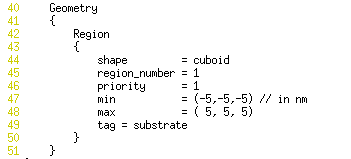 40 Geometry
41 {
42 Region
43 {
44 shape = cuboid
45 region_number = 1
46 priority = 1
47 min = (-5,-5,-5) // in nm
48 max = ( 5, 5, 5)
49 tag = substrate
50 }
51 }